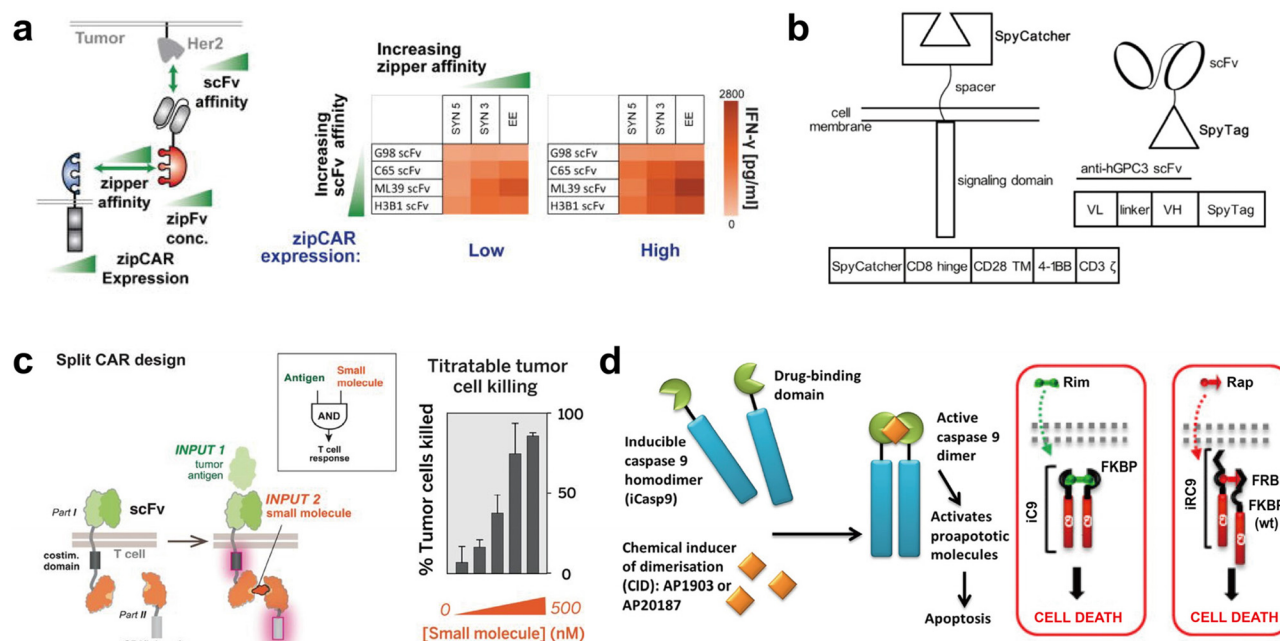 a
Tumor
Her2
scFv
affinity
zipper
affinity
zipFv
conc.
zipCAR
Expression
Increasing
zipper affinity
Increasing
scFv affinity
SYN 5
SYN 3
EE
SYN 5
SYN 3
EE
G98 scFv
C65 scFv
ML39 scFv
H3B1 scFv
G98 scFv
C65 scFv
ML39 scFv
H3B1 scFv
2800
IFN-γ [pg/ml]
0
zipCAR
expression:
Low
High
b
SpyCatcher
spacer
cell
membrane
signaling domain
SpyCatcher
CD8 hinge
CD28 TM
4-1BB
CD3 ζ
scFv
SpyTag
anti-hGPC3 scFv
VL
linker
VH
SpyTag
c
Split CAR design
Antigen
Small
molecule
AND
T cell
response
INPUT 1
tumor
antigen
INPUT 2
small molecule
Part I
scFv
T cell
costim.
domain
Part II
Titratable tumor
cell killing
% Tumor cells killed
100
50
0
0
500
[Small molecule] (nM)
d
Drug-binding
domain
Inducible
caspase 9
homodimer
(iCasp9)
Chemical inducer
of dimerisation
(CID): AP1903 or
AP20187
Active
caspase 9
dimer
Activates
proapototic
molecules
Apoptosis
Rim
FKBP
iC9
CELL DEATH
Rap
FRB
FKBP
(wt)
iRC9
CELL DEATH